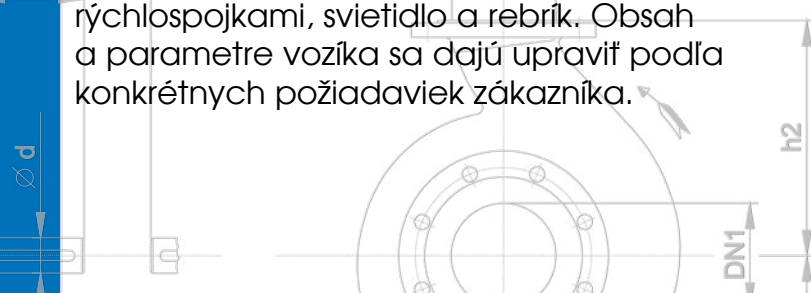 rýchlospojkami, svietidlo a rebrík. Obsah
a parametre vozíka sa dajú upraviť podľa
konkrétnych požiadaviek zákazníka.
Ø d
h2
DN1